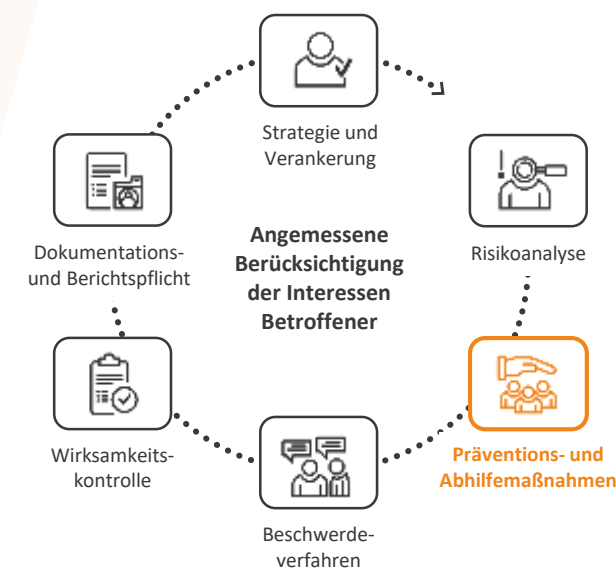 Strategie und
Verankerung
Risikoanalyse
Präventions- und
Abhilfemaßnahmen
Beschwerde-
verfahren
Wirksamkeits-
kontrolle
Dokumentations-
und Berichtspflicht
Angemessene
Berücksichtigung
der Interessen
Betroffener